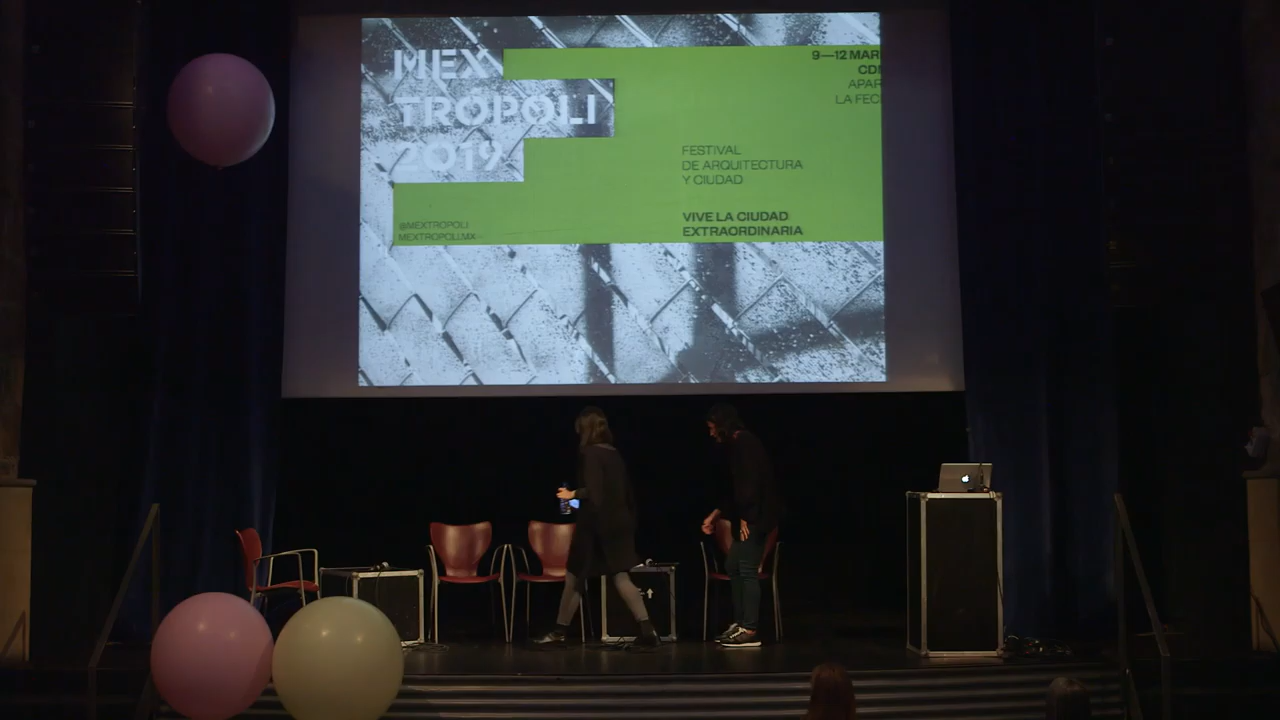 MEX
TRÓPOLI
2019
9—12 MAR
CD
APAR
LA FEC
FESTIVAL
DE ARQUITECTURA
Y CIUDAD
VIVE LA CIUDAD
EXTRAORDINARIA
@MEXTROPOLI
MEXTROPOLI.MX